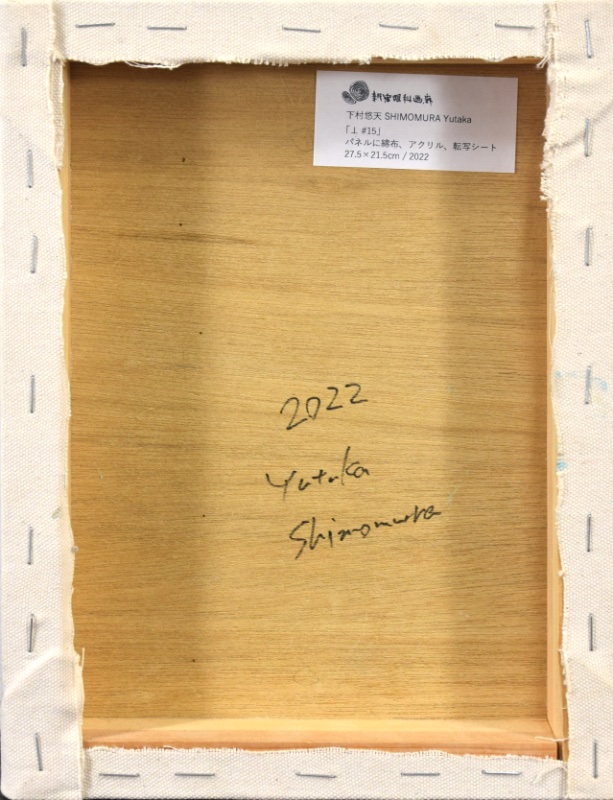 新宿眼科画廊
下村悠天 SHIMOMURA Yutaka
「⊥ #15」
パネルに綿布、アクリル、転写シート
27.5×21.5cm / 2022
2022
Yutaka
Shimomura